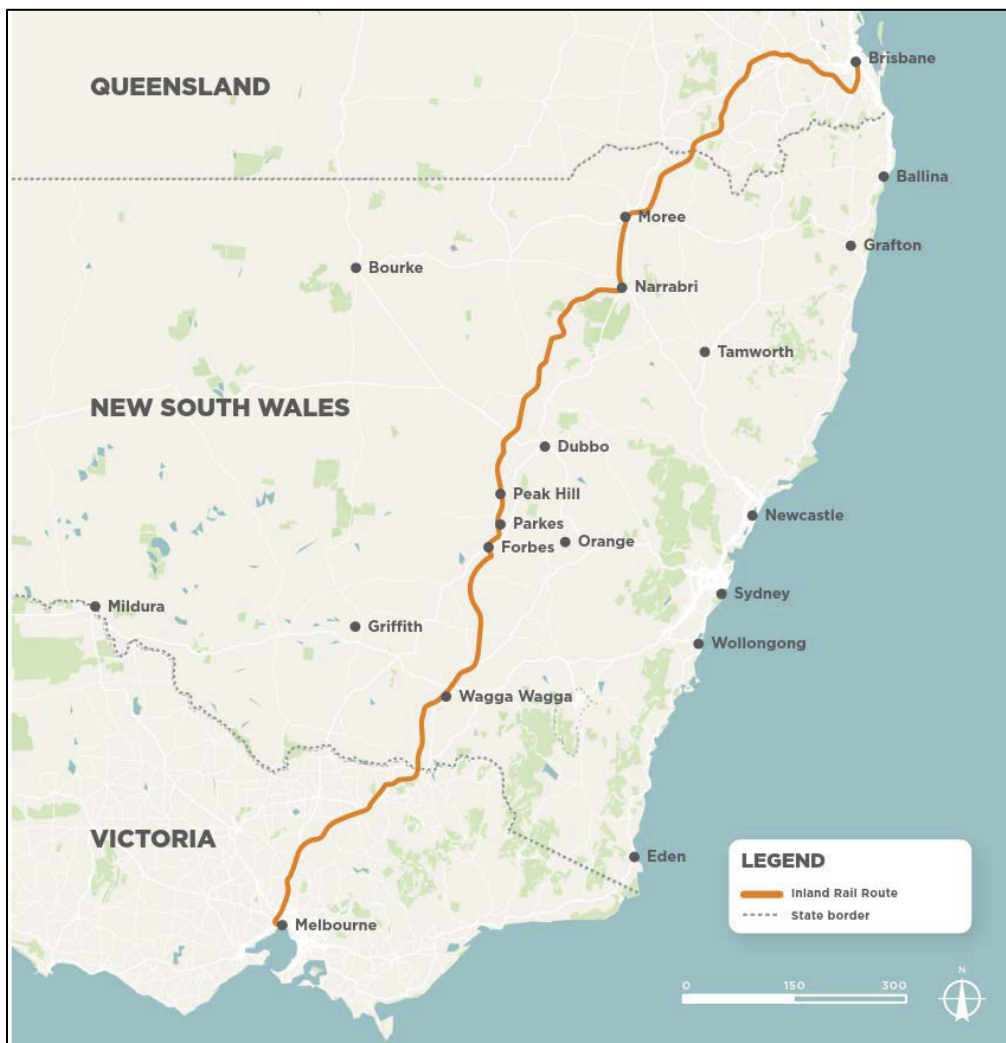 Brisbane
QUEENSLAND
Ballina
Moree
Grafton
Bourke
Narrabri
Tamworth
NEW SOUTH WALES
Dubbo
Peak Hill
Newcastle
Parkes
Orange
Forbes
Sydney
Mildura
Griffith
Wollongong
Wagga Wagga
VICTORIA
Eden
LEGEND
Inland Rail Route
State border
Melbourne
0 150 300
N